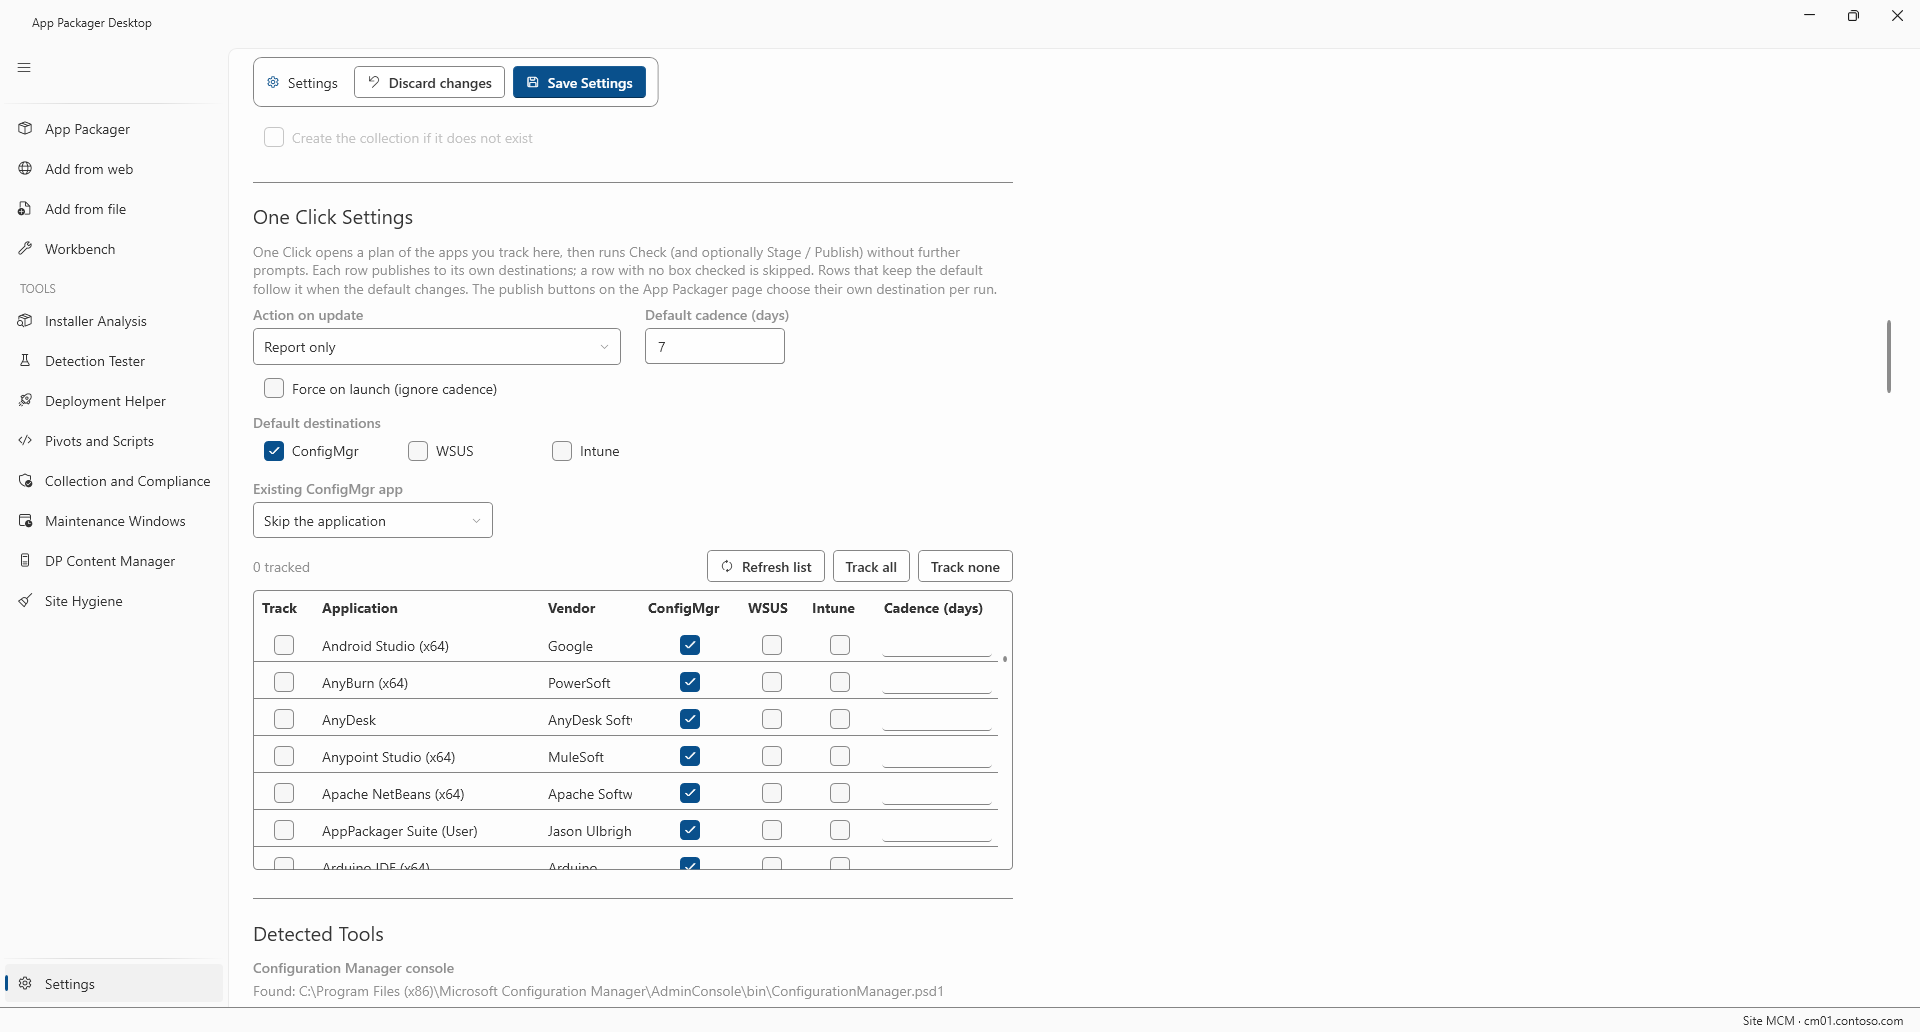 App Packager Desktop
Settings
Discard changes
Save Settings
App Packager
Add from web
Add from file
Workbench
TOOLS
Installer Analysis
Detection Tester
Deployment Helper
Pivots and Scripts
Collection and Compliance
Maintenance Windows
DP Content Manager
Site Hygiene
Settings
Create the collection if it does not exist
One Click Settings
One Click opens a plan of the apps you track here, then runs Check (and optionally Stage / Publish) without further
prompts. Each row publishes to its own destinations; a row with no box checked is skipped. Rows that keep the default
follow it when the default changes. The publish buttons on the App Packager page choose their own destination per run.
Action on update Default cadence (days)
Report only 7
Force on launch (ignore cadence)
Default destinations
ConfigMgr WSUS Intune
Existing ConfigMgr app
Skip the application
0 tracked Refresh list Track all Track none
Track Application Vendor ConfigMgr WSUS Intune Cadence (days)
Android Studio (x64) Google
AnyBurn (x64) PowerSoft
AnyDesk AnyDesk Soft
Anypoint Studio (x64) MuleSoft
Apache NetBeans (x64) Apache Softw
AppPackager Suite (User) Jason Ulbrigh
Arduino IDE (x64) Arduino
Detected Tools
Configuration Manager console
Found: C:\Program Files (x86)\Microsoft Configuration Manager\AdminConsole\bin\ConfigurationManager.psd1
Site MCM · cm01.contoso.com